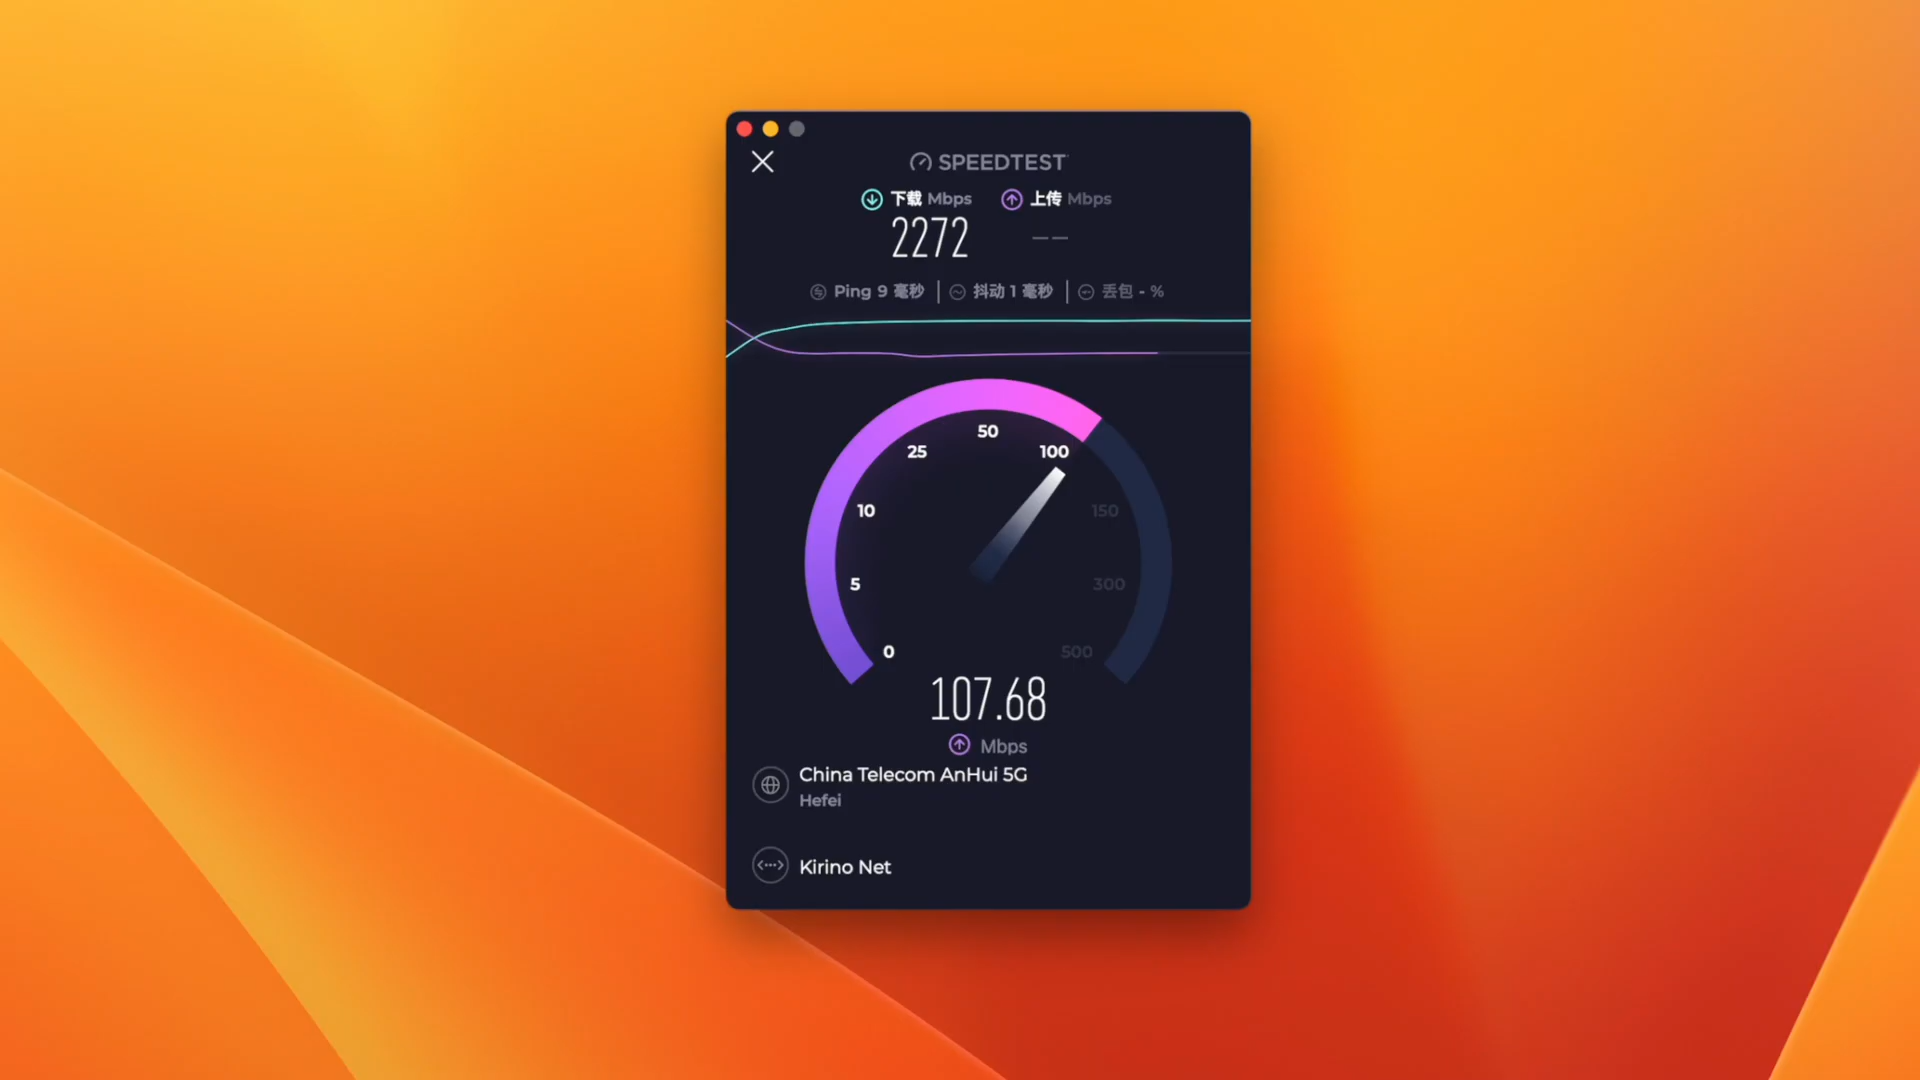 SPEEDTEST
下载 Mbps 上传 Mbps
2272 — —
Ping 9 毫秒 抖动 1 毫秒 丢包 - %
50
25 100
10 150
5 300
0 500
107.68
Mbps
China Telecom AnHui 5G
Hefei
Kirino Net